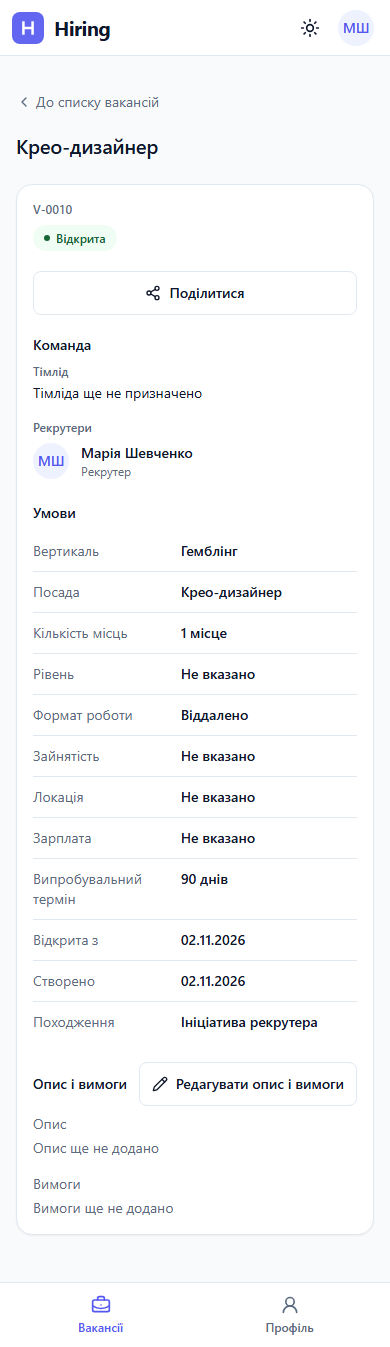 H Hiring
МШ
До списку вакансій
Крео-дизайнер
V-0010
Відкрита
Поділитися
Команда
Тімлід
Тімліда ще не призначено
Рекрутери
МШ
Марія Шевченко
Рекрутер
Умови
Вертикаль Гемблінг
Посада Крео-дизайнер
Кількість місць 1 місце
Рівень Не вказано
Формат роботи Віддалено
Зайнятість Не вказано
Локація Не вказано
Зарплата Не вказано
Випробувальний 90 днів
термін
Відкрита з 02.11.2026
Створено 02.11.2026
Походження Ініціатива рекрутера
Опис і вимоги Редагувати опис і вимоги
Опис
Опис ще не додано
Вимоги
Вимоги ще не додано
Вакансії Профіль